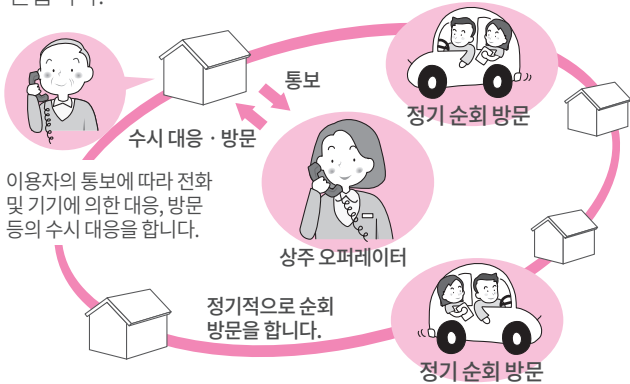 통보
정기 순회 방문
수시 대응 · 방문
이용자의 통보에 따라 전화
및 기기에 의한 대응, 방문
등의 수시 대응을 합니다.
상주 오퍼레이터
정기적으로 순회
방문을 합니다.
정기 순회 방문